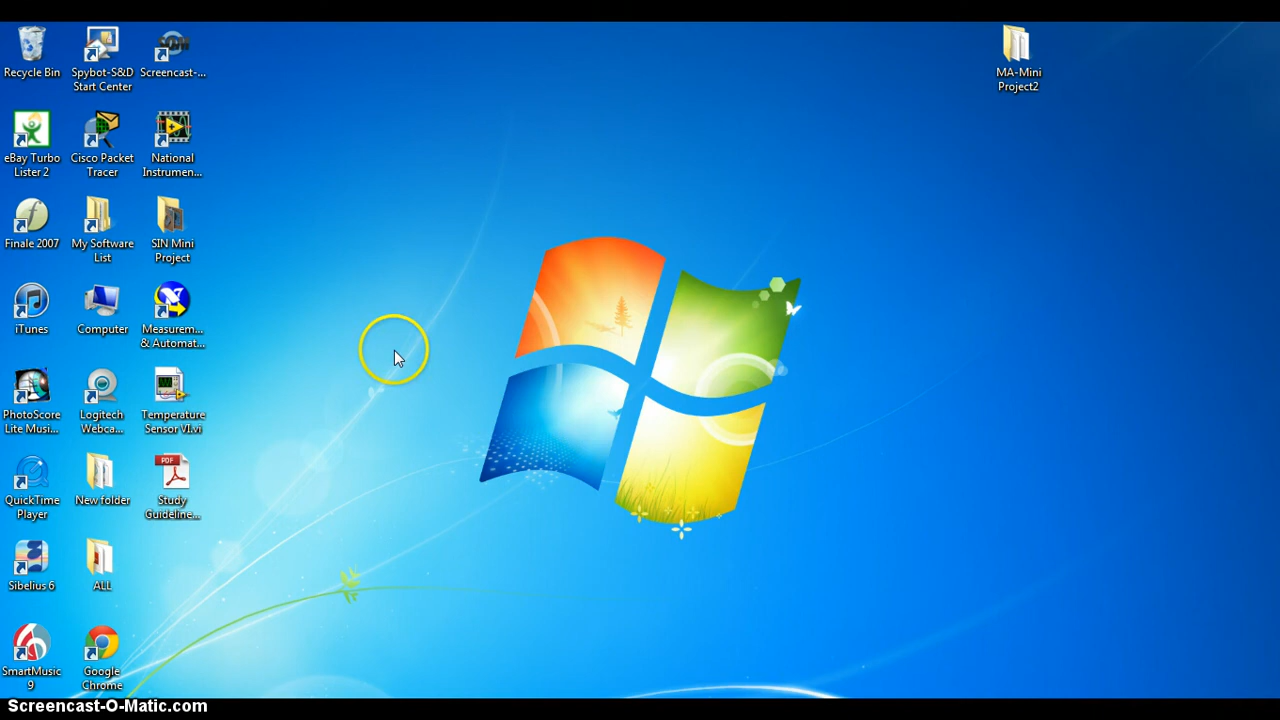 Recycle Bin
Spybot-S&D
Start Center
Screencast-...
MA-Mini
Project2
eBay Turbo
Lister 2
Cisco Packet
Tracer
National
Instrumen...
Finale 2007
My Software
List
SIN Mini
Project
iTunes
Computer
Measurem...
& Automat...
PhotoScore
Lite Musi...
Logitech
Webca...
Temperature
Sensor VI.vi
PDF
QuickTime
Player
New folder
Study
Guideline...
Sibelius 6
ALL
SmartMusic
9
Google
Chrome
Screencast-O-Matic.com